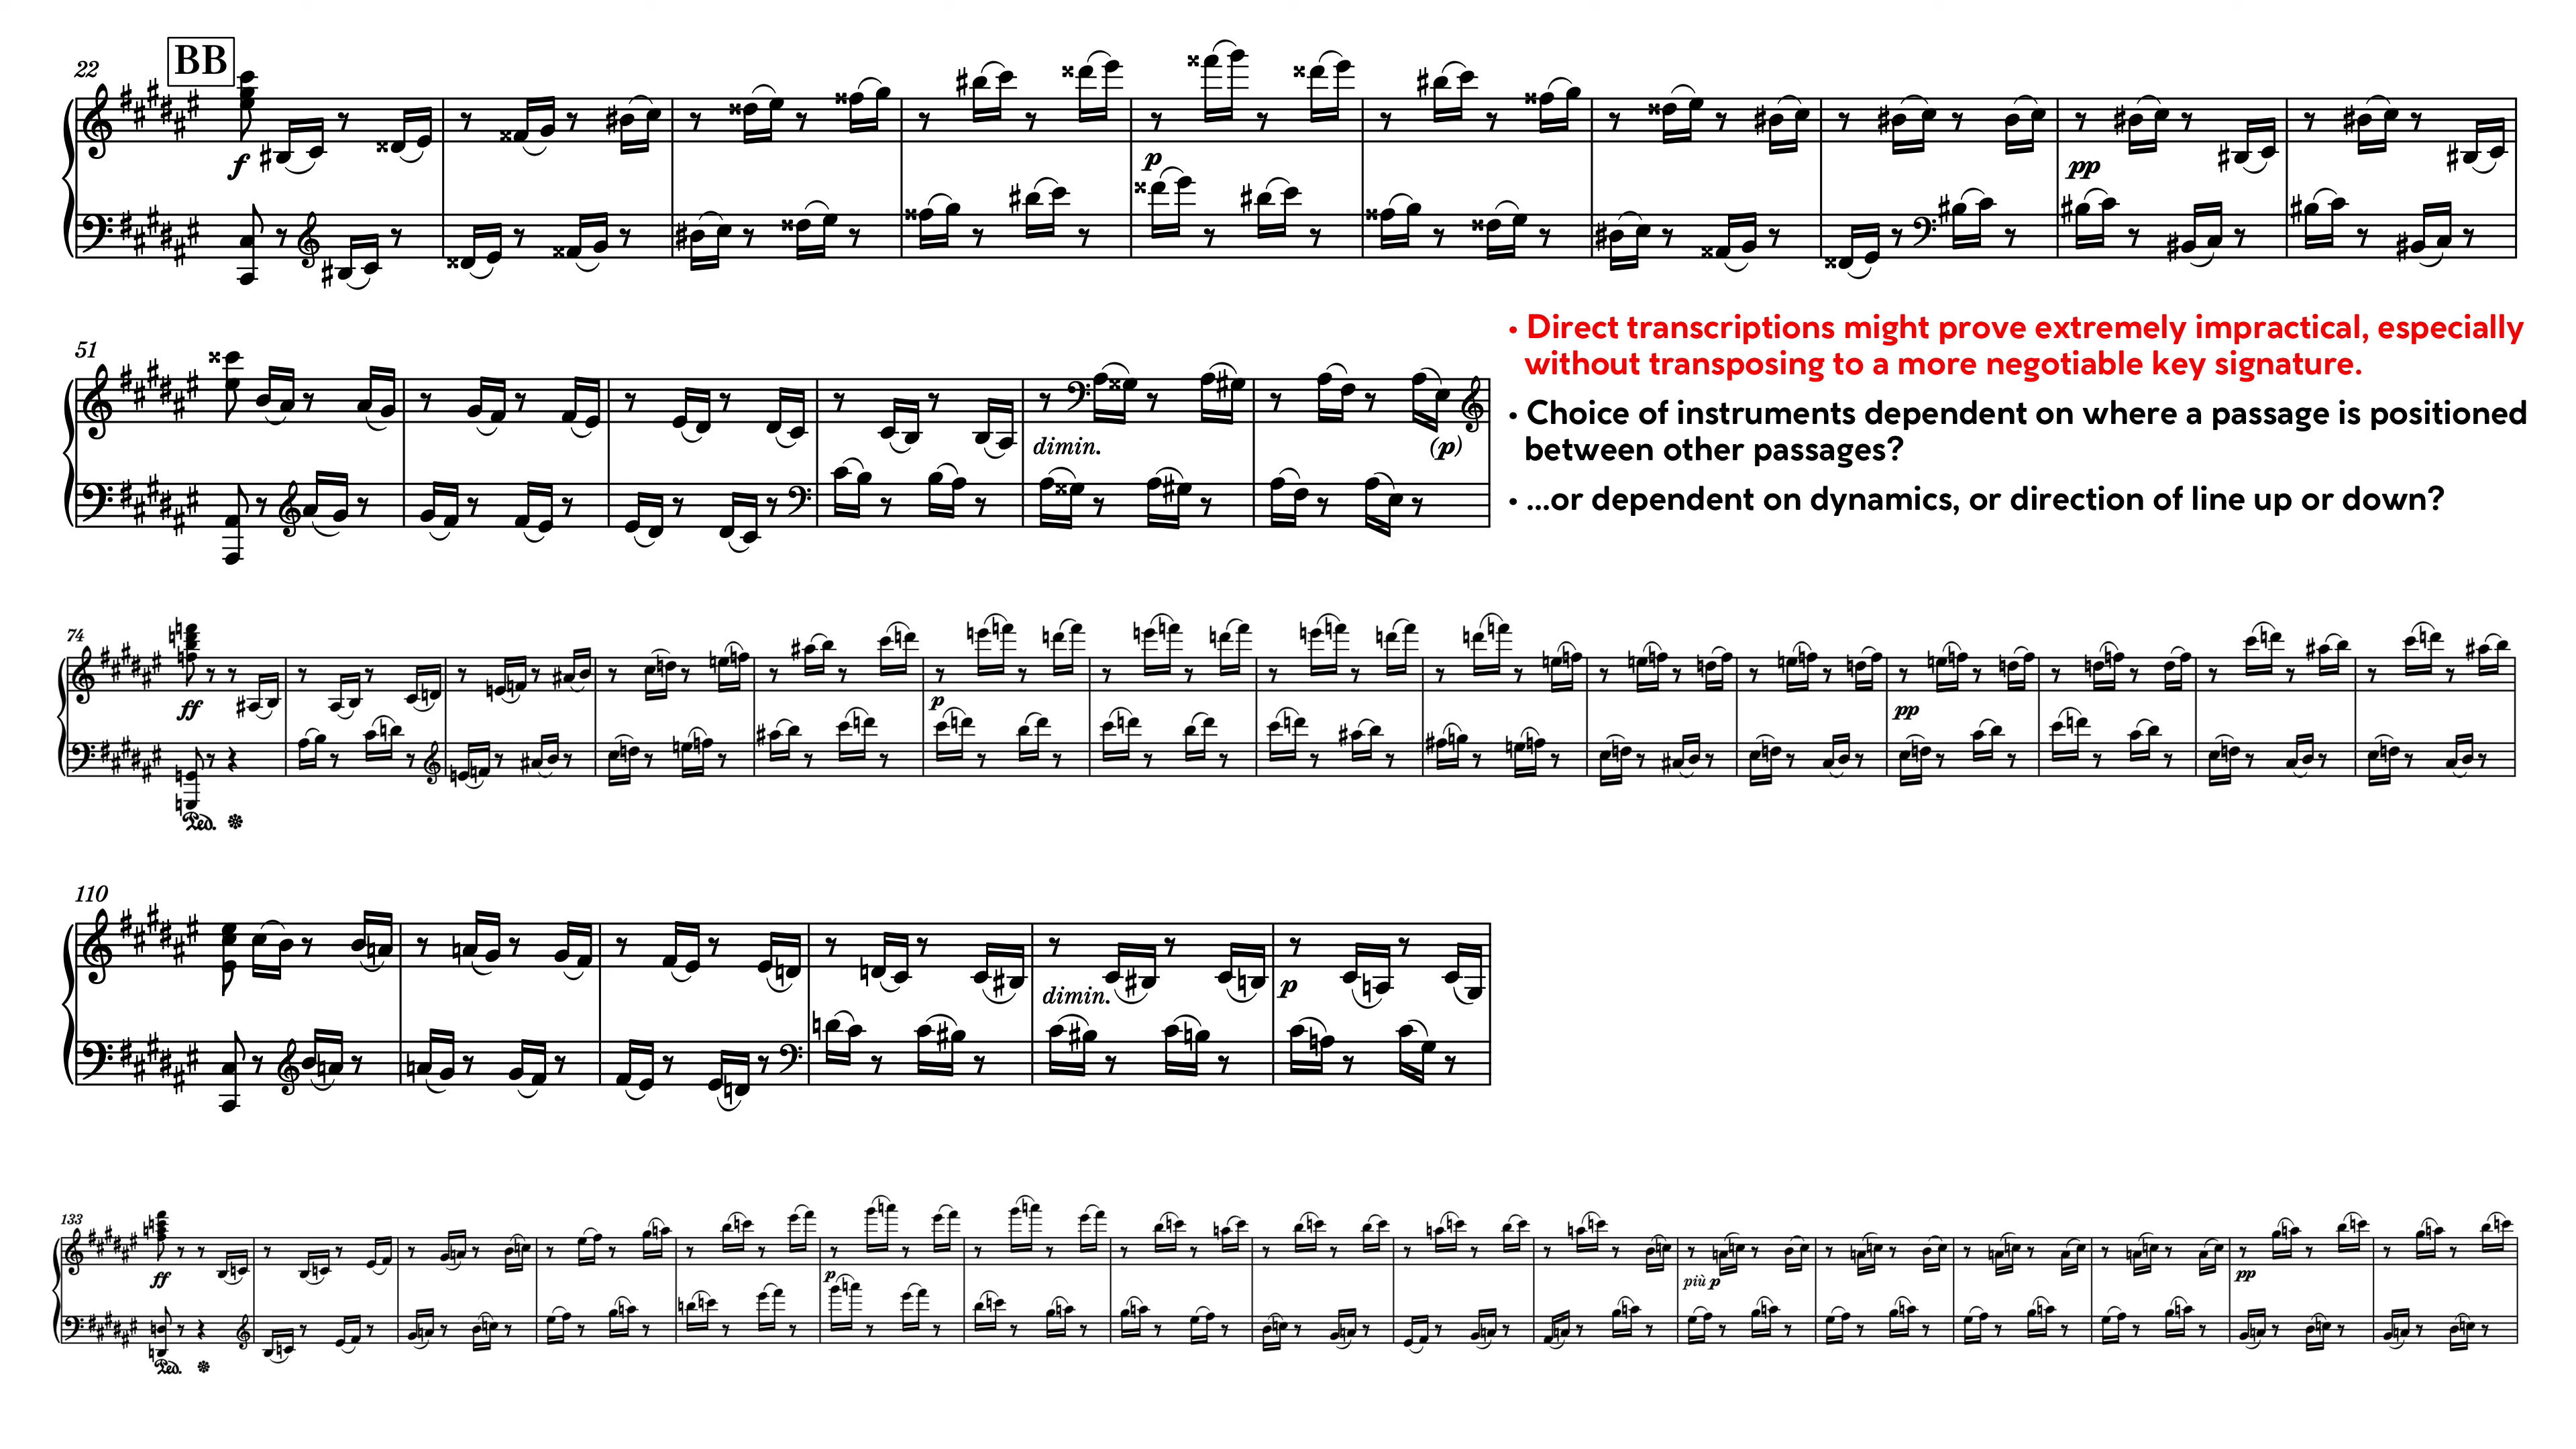 BB
22
f
p
pp
• Direct transcriptions might prove extremely impractical, especially
without transposing to a more negotiable key signature.
51
dimin.
(p)
• Choice of instruments dependent on where a passage is positioned
between other passages?
• ...or dependent on dynamics, or direction of line up or down?
74
ff
p
pp
Ped.
110
dimin.
p
133
ff
p
più p
pp
Ped.